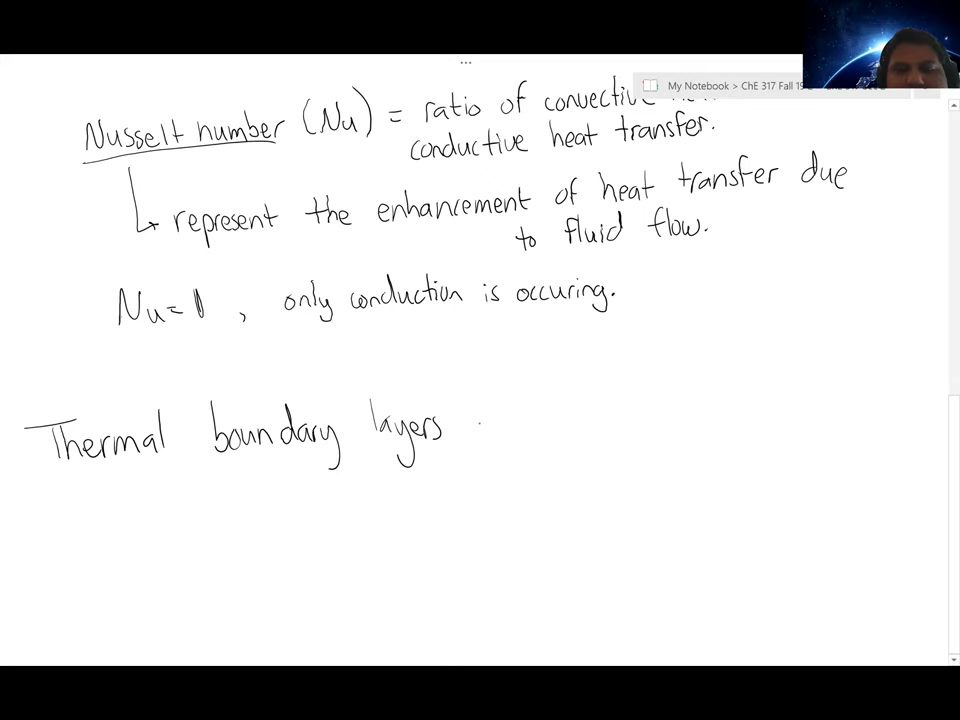 ...
My Notebook > ChE 317 Fall 19
Nusselt number (Nu) = ratio of convective
conductive heat transfer.
represent the enhancement of heat transfer due
to fluid flow.
Nu=1 , only conduction is occuring.
Thermal boundary layers